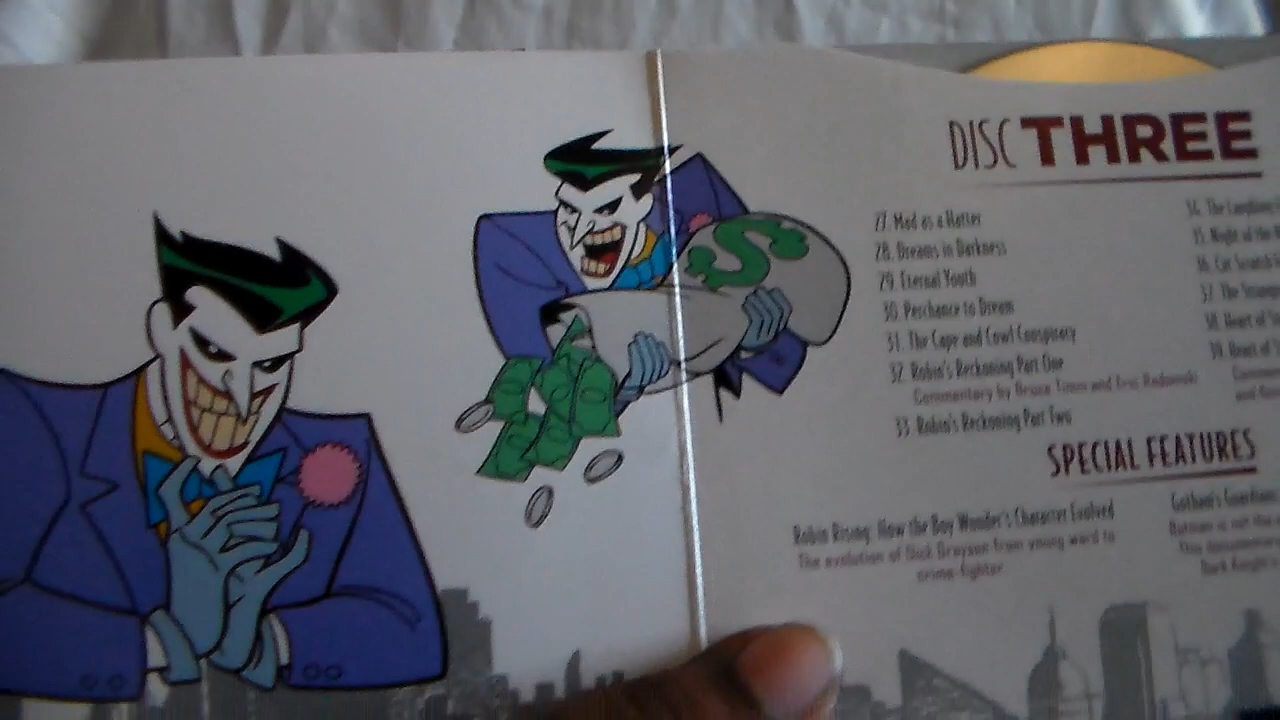 DISC THREE
27. Mad as a Hatter
28. Dreams in Darkness
29. Eternal Youth
30. Perchance to Dream
31. The Cape and Cowl Conspiracy
32. Robin's Reckoning Part One
Commentary by Bruce Timm and Eric Radomski
33. Robin's Reckoning Part Two
34. The Laughing
35. Night of the
36. Cat Scratch
37. The Strange
38. Heart of
39. Heart of
SPECIAL FEATURES
Robin Rising: How the Boy Wonder's Character Evolved
The evolution of Dick Grayson from young ward to
crime-fighter
Gotham's Guardians
Batman is not the
This documentary
Dark Knight's
$